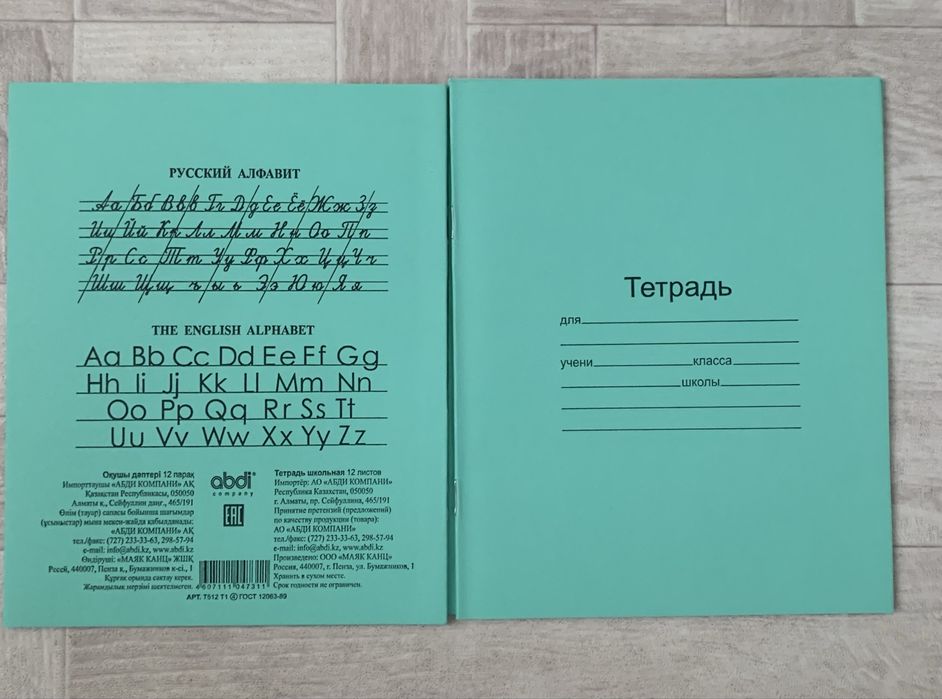 РУССКИЙ АЛФАВИТ
Аа Бб Вв Гг Дд Ее Ёё Жж Зз
Ии Йй Кк Лл Мм Нн Оо Пп
Рр Сс Тт Уу Фф Хх Цц Чч
Шш Щщ ъ ы ь Ээ Юю Яя
THE ENGLISH ALPHABET
Aa Bb Cc Dd Ee Ff Gg
Hh Ii Jj Kk Ll Mm Nn
Oo Pp Qq Rr Ss Tt
Uu Vv Ww Xx Yy Zz
Оқушы дәптері 12 парақ
Импорттаушы «АБДИ КОМПАНИ» АҚ
Қазақстан Республикасы, 050050
Алматы қ., Сейфуллин даңғ., 465/191
Өнім (тауар) сапасы бойынша шағымдар
(ұсыныстар) мына мекен-жайда қабылданады:
«АБДИ КОМПАНИ» АҚ
тел./факс: (727) 233-33-63, 298-57-94
e-mail: info@abdi.kz, www.abdi.kz
Өндіруші: «МАЯК КАНЦ» ЖШҚ
Ресей, 440007, Пенза қ., Бумажников к-сі., 1
Құрғақ орында сақтау керек.
Жарамдылық мерзімі шектелмеген.
abdi®
company
EAC
4607111047311
Тетрадь школьная 12 листов
Импортёр: АО «АБДИ КОМПАНИ»
Республика Казахстан, 050050
г. Алматы, пр. Сейфуллина, 465/191
Принятие претензий (предложений)
по качеству продукции (товара):
АО «АБДИ КОМПАНИ»
тел./факс: (727) 233-33-63, 298-57-94
e-mail: info@abdi.kz, www.abdi.kz
Произведено: ООО «МАЯК КАНЦ»
Россия, 440007, г. Пенза, ул. Бумажников, 1
Хранить в сухом месте.
Срок годности не ограничен.
АРТ. Т512 Т1 ④ ГОСТ 12063-89
Тетрадь
для
учени класса
школы